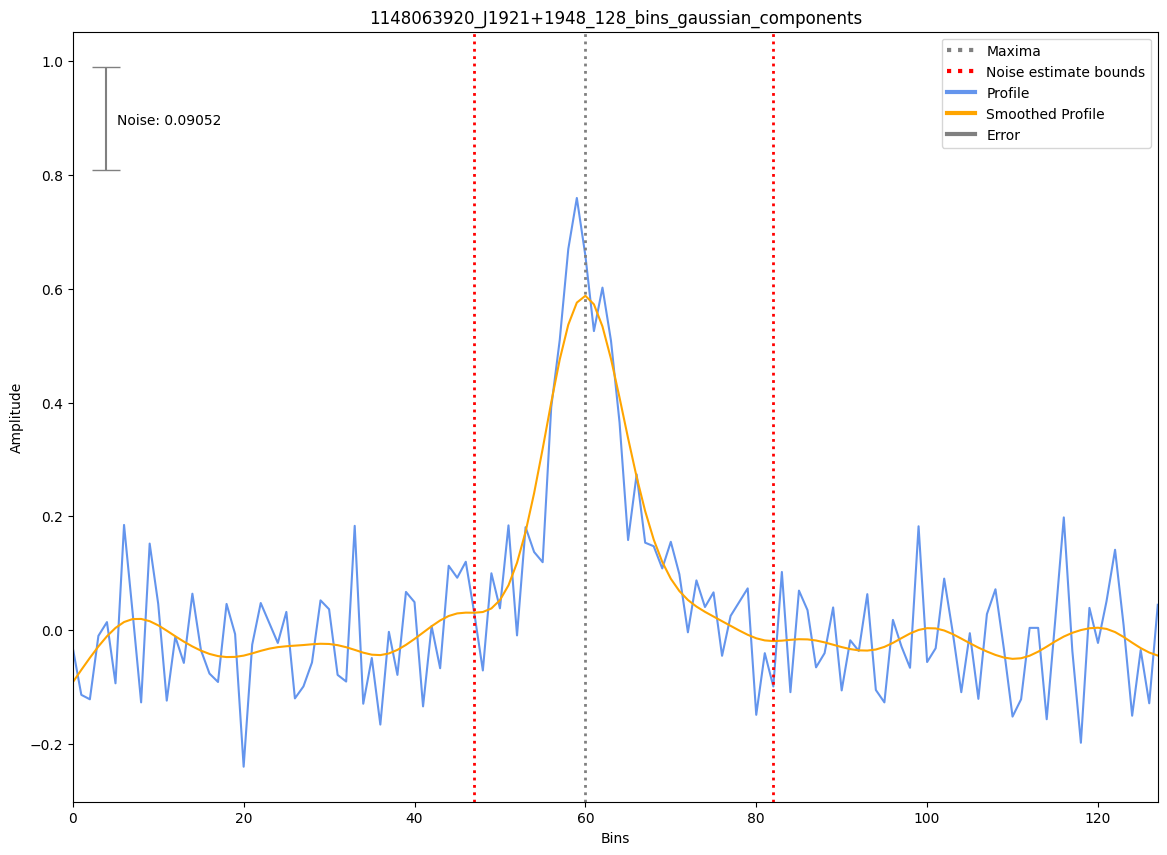 1148063920_J1921+1948_128_bins_gaussian_components
Maxima
Noise estimate bounds
Profile
Smoothed Profile
Error
Noise: 0.09052
1.0
0.8
0.6
0.4
0.2
0.0
−0.2
Amplitude
0 20 40 60 80 100 120
Bins